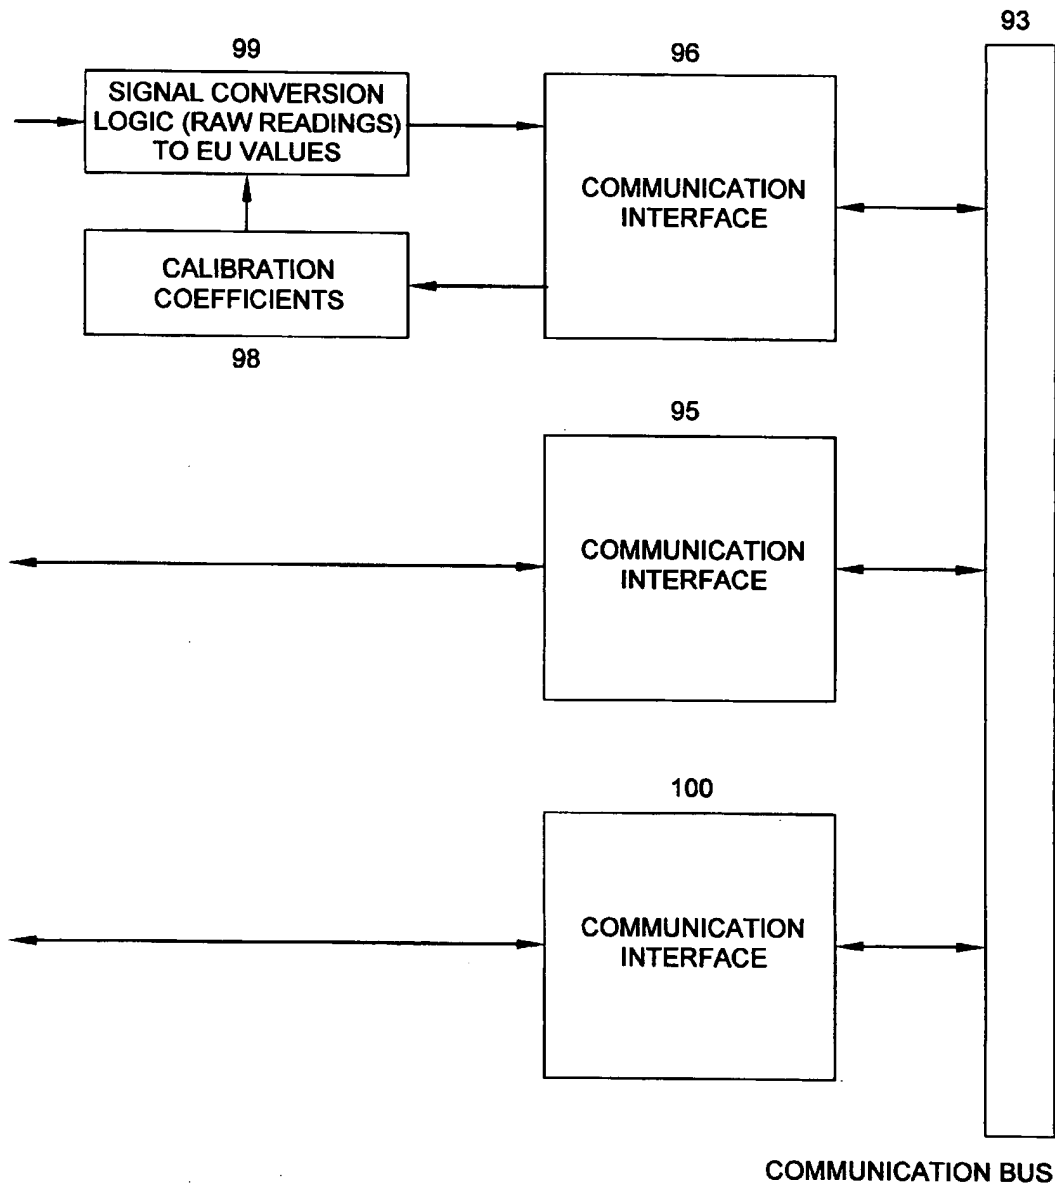 93
99
96
SIGNAL CONVERSION
LOGIC (RAW READINGS)
TO EU VALUES
COMMUNICATION
INTERFACE
CALIBRATION
COEFFICIENTS
98
95
COMMUNICATION
INTERFACE
100
COMMUNICATION
INTERFACE
COMMUNICATION BUS